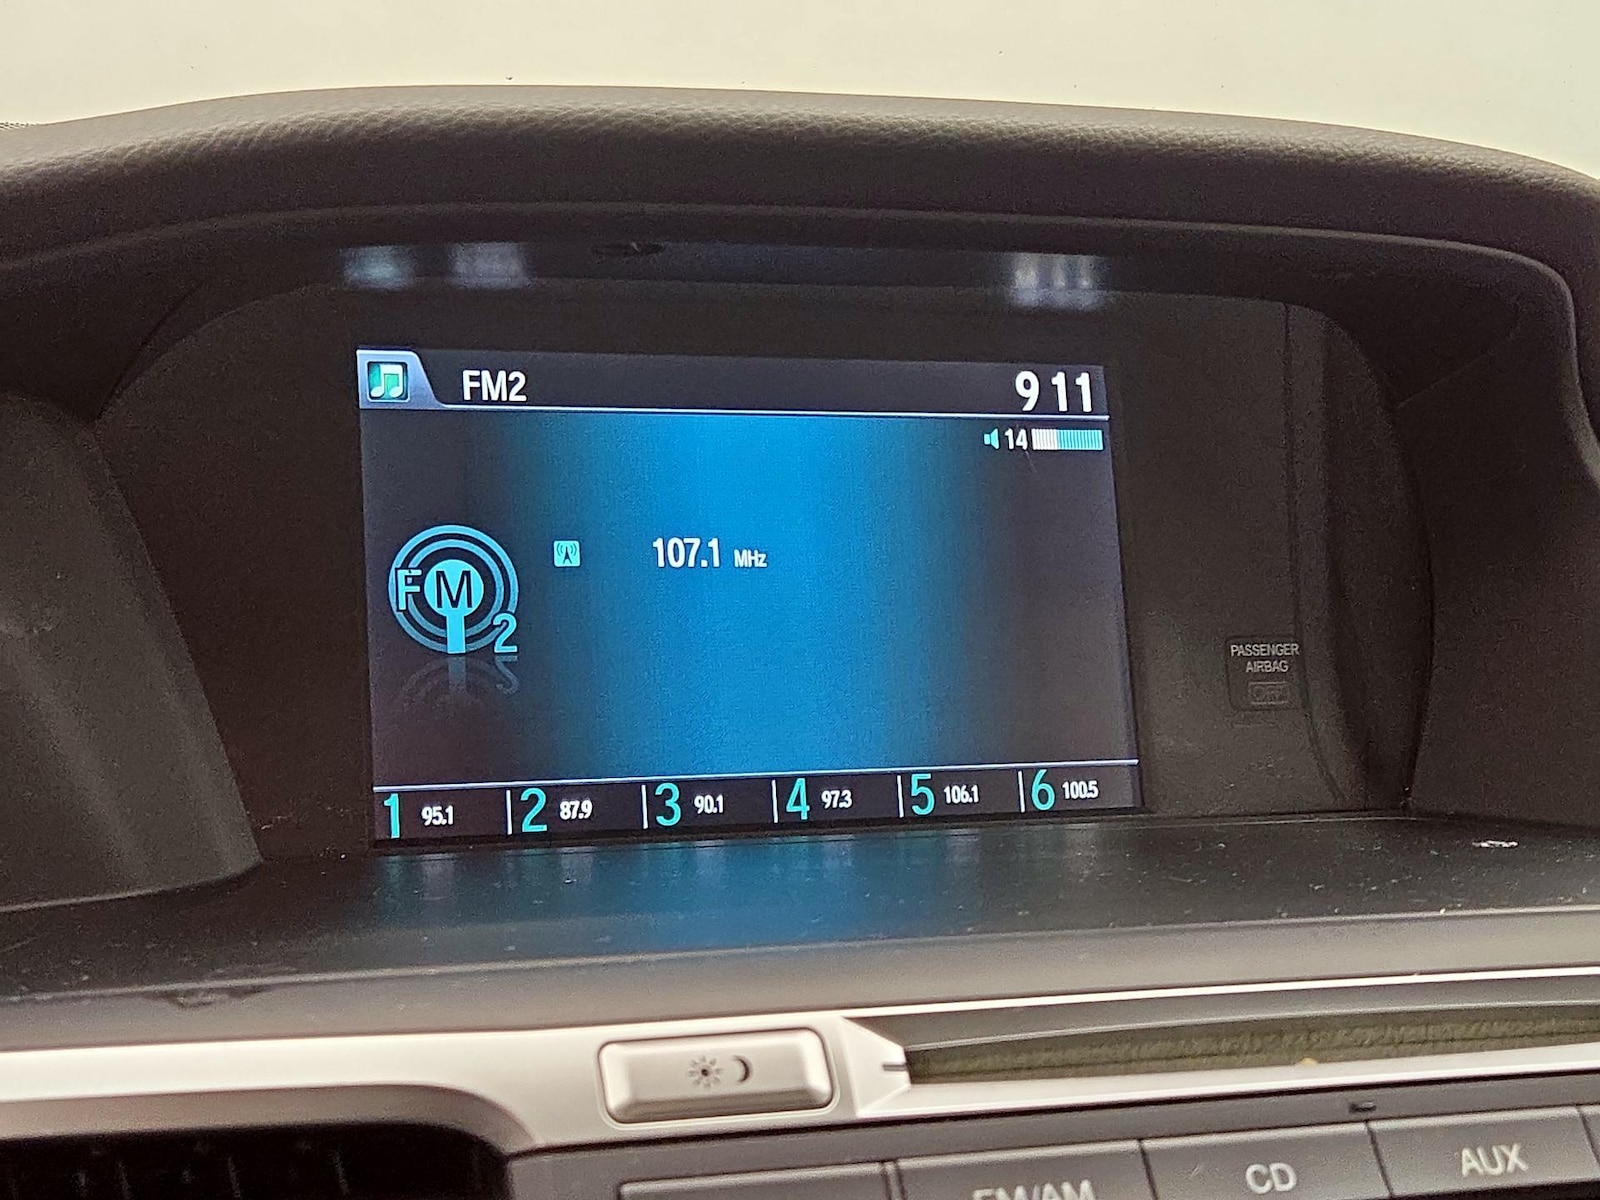 FM2
9 11
14
FM
2
107.1 MHz
1 95.1 2 87.9 3 90.1 4 97.3 5 106.1 6 100.5
PASSENGER
AIRBAG
OFF
FM/AM
CD
AUX